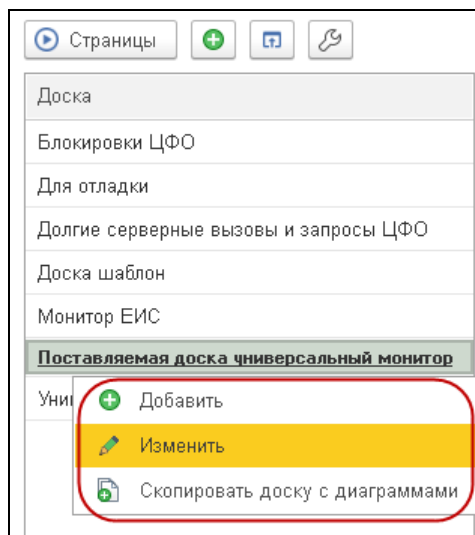 Страницы
Доска
Блокировки ЦФО
Для отладки
Долгие серверные вызовы и запросы ЦФО
Доска шаблон
Монитор ЕИС
Поставляемая доска универсальный монитор
Добавить
Изменить
Скопировать доску с диаграммами